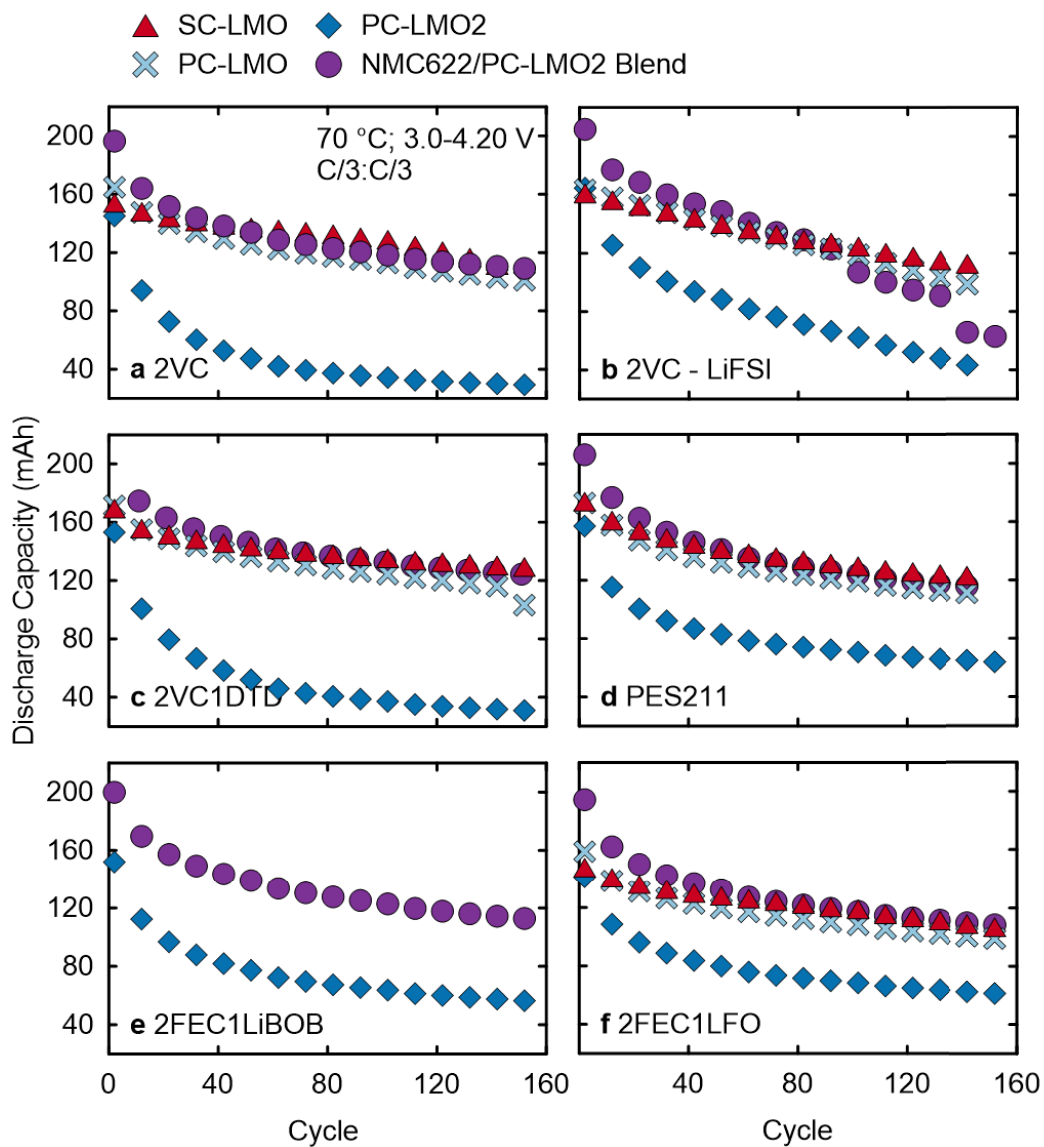 SC-LMO PC-LMO2
PC-LMO NMC622/PC-LMO2 Blend
70 °C; 3.0-4.20 V
C/3:C/3
200
160
120
80
40
a 2VC
b 2VC - LiFSI
Discharge Capacity (mAh)
200
160
120
80
40
c 2VC1DTD
d PES211
200
160
120
80
40
e 2FEC1LiBOB
f 2FEC1LFO
0 40 80 120 160 40 80 120 160
Cycle Cycle